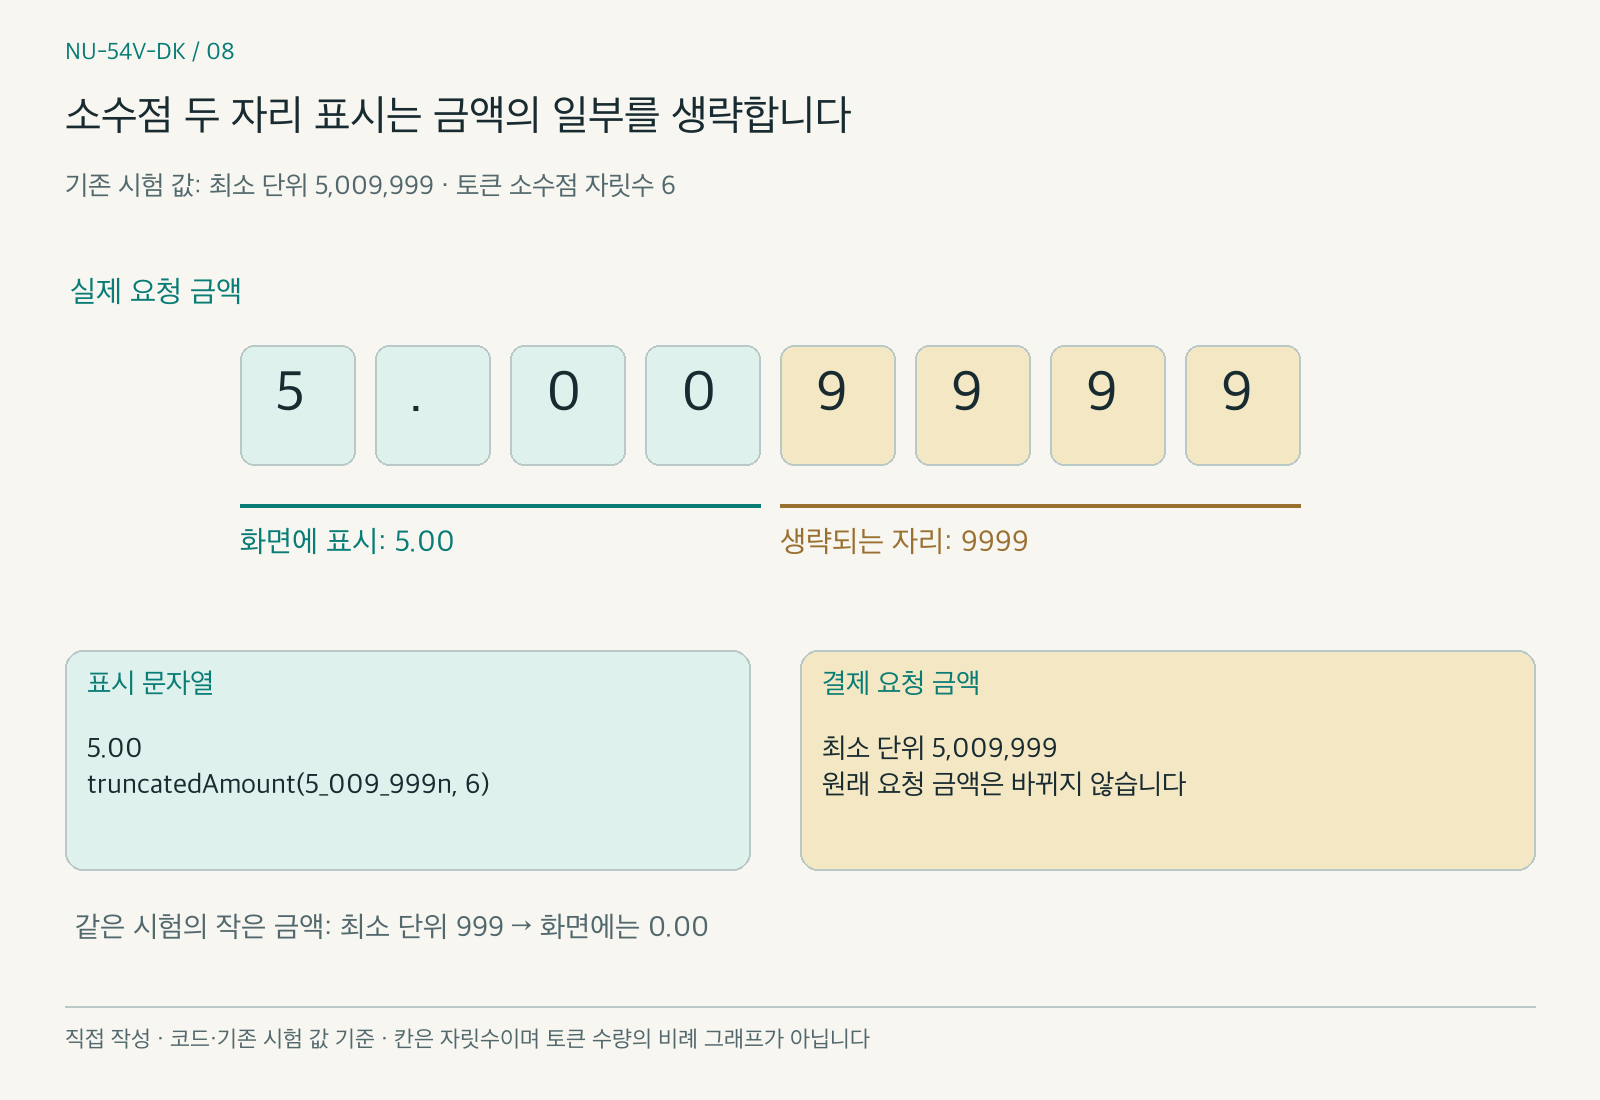 NU-54V-DK / 08
소수점 두 자리 표시는 금액의 일부를 생략합니다
기존 시험 값: 최소 단위 5,009,999 · 토큰 소수점 자릿수 6
실제 요청 금액
5 . 0 0 9 9 9 9
화면에 표시: 5.00
생략되는 자리: 9999
표시 문자열
5.00
truncatedAmount(5_009_999n, 6)
결제 요청 금액
최소 단위 5,009,999
원래 요청 금액은 바뀌지 않습니다
같은 시험의 작은 금액: 최소 단위 999 → 화면에는 0.00
직접 작성 · 코드·기존 시험 값 기준 · 칸은 자릿수이며 토큰 수량의 비례 그래프가 아닙니다